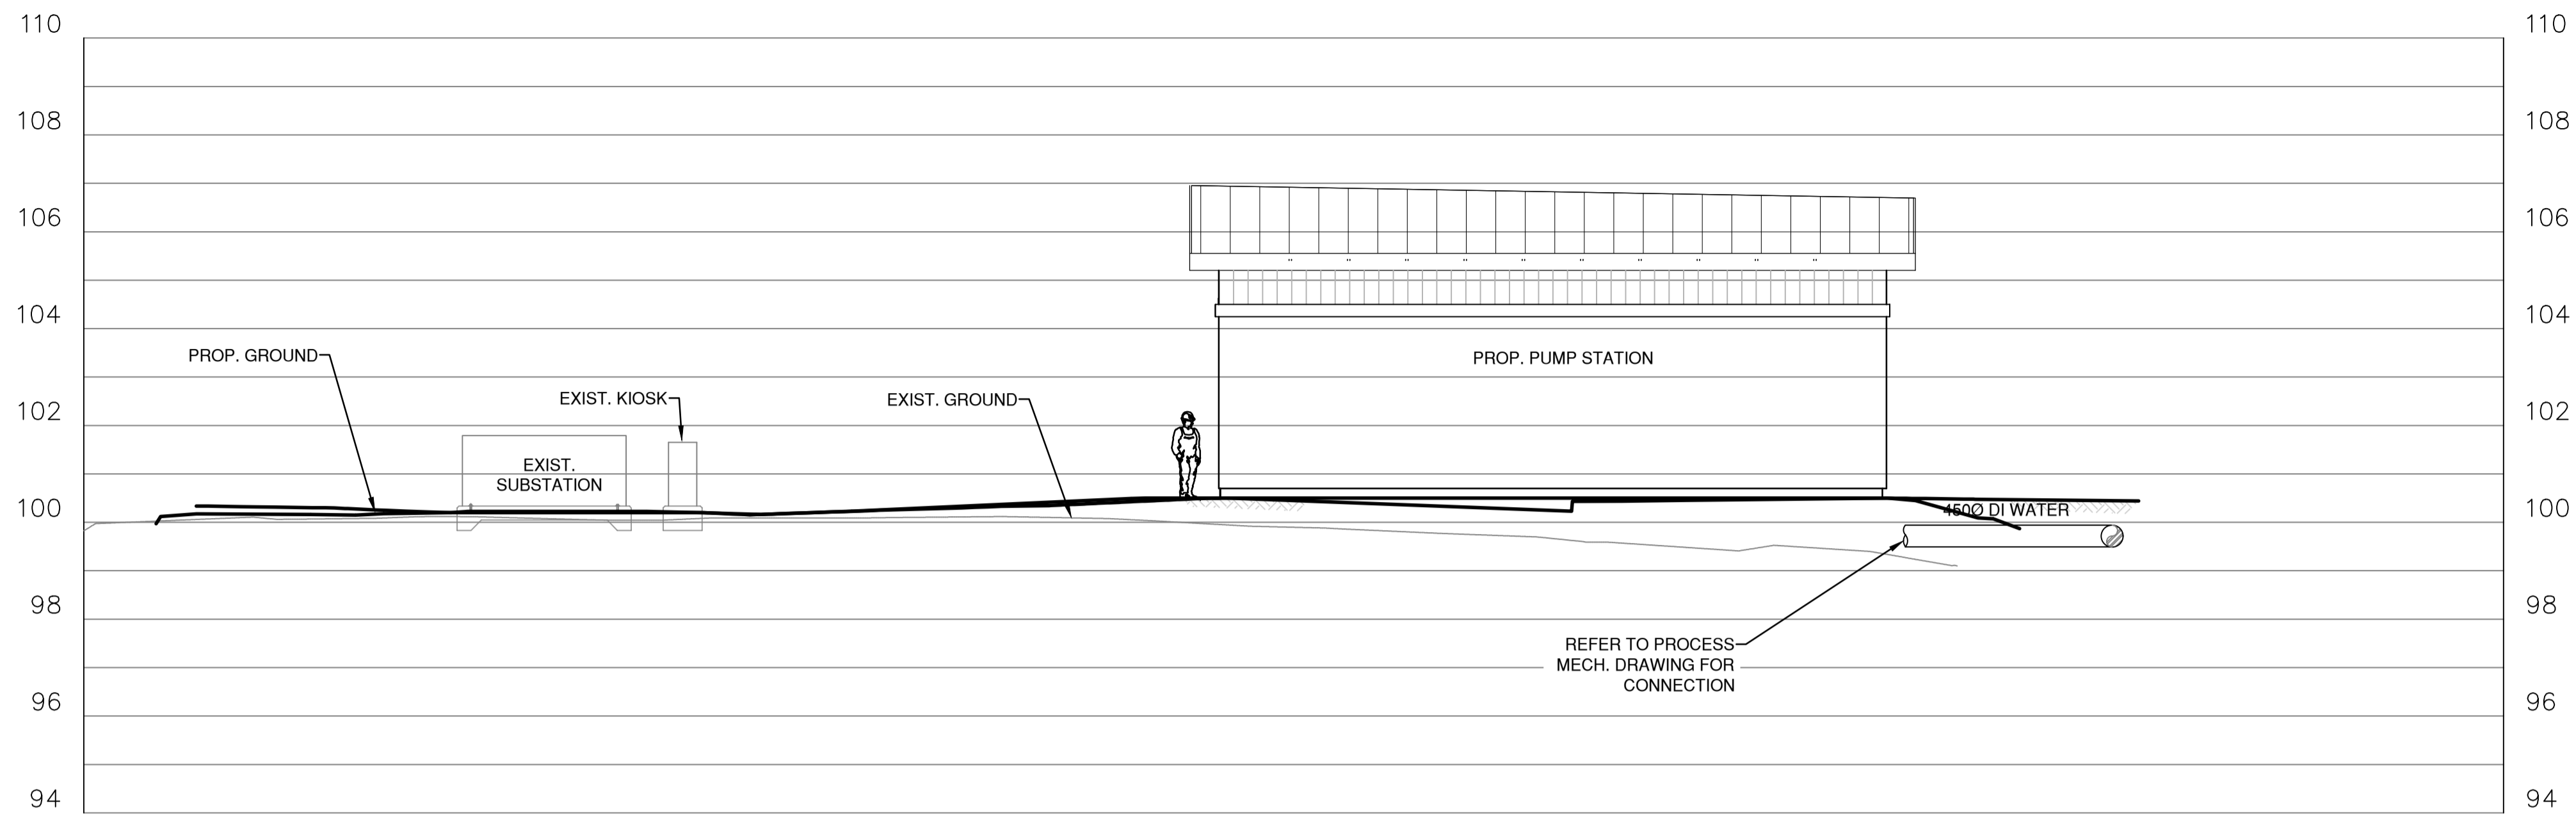 110
110
108
108
106
106
104
104
PROP. GROUND
PROP. PUMP STATION
EXIST. KIOSK
EXIST. GROUND
102
102
EXIST.
SUBSTATION
100
450Ø DI WATER
100
98
98
REFER TO PROCESS
MECH. DRAWING FOR
CONNECTION
96
96
94
94